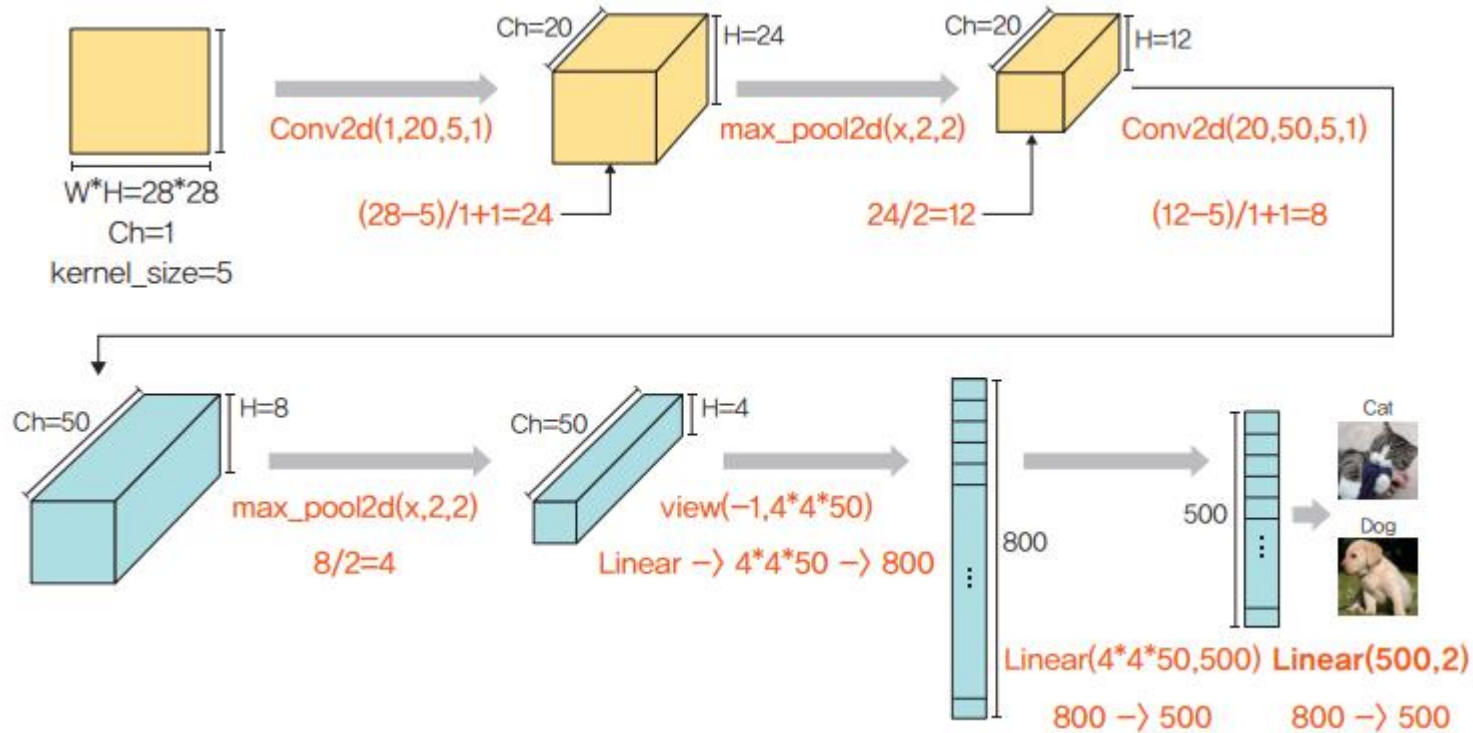 Ch=20
H=24
Ch=20
H=12
Conv2d(1,20,5,1)
max_pool2d(x,2,2)
Conv2d(20,50,5,1)
W*H=28*28
Ch=1
kernel_size=5
(28−5)/1+1=24
24/2=12
(12−5)/1+1=8
Ch=50
H=8
max_pool2d(x,2,2)
8/2=4
Ch=50
H=4
view(−1,4*4*50)
Linear −> 4*4*50 −> 800
⋮
800
Linear(4*4*50,500)
800 −> 500
500
⋮
Cat
Dog
Linear(500,2)
800 −> 500